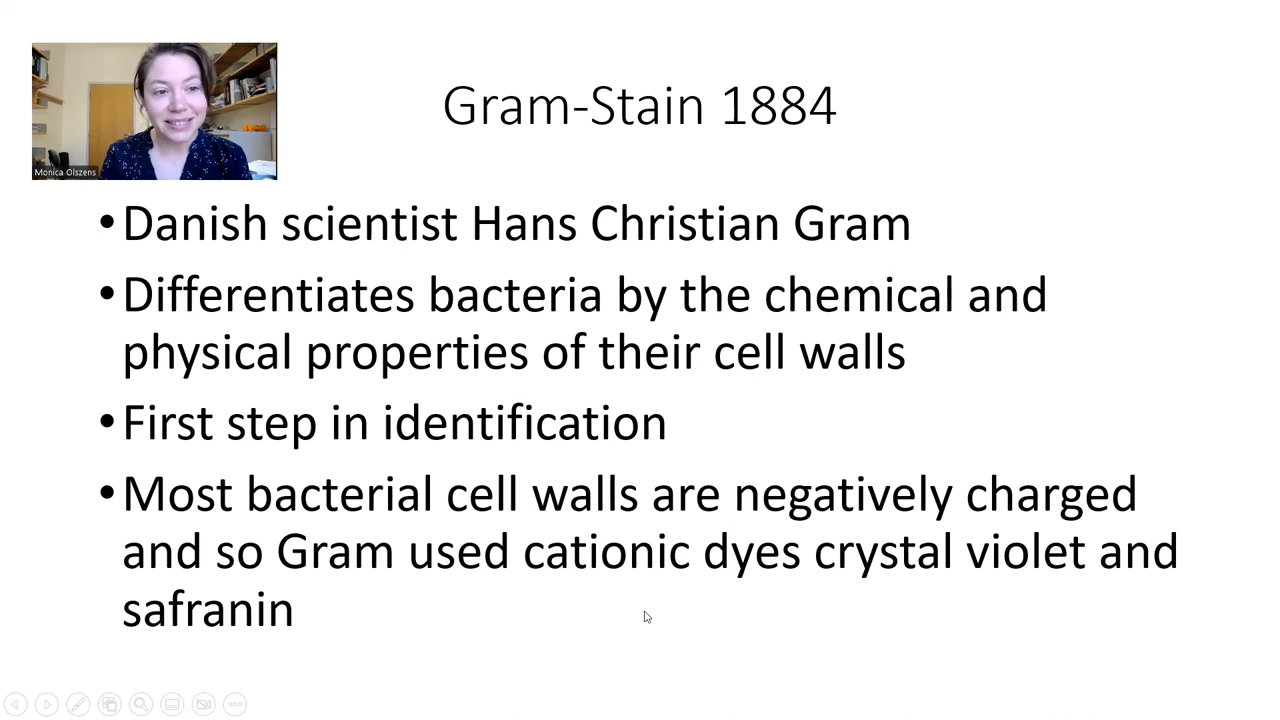 Gram-Stain 1884
Monica Olszens
•Danish scientist Hans Christian Gram
•Differentiates bacteria by the chemical and
physical properties of their cell walls
•First step in identification
•Most bacterial cell walls are negatively charged
and so Gram used cationic dyes crystal violet and
safranin